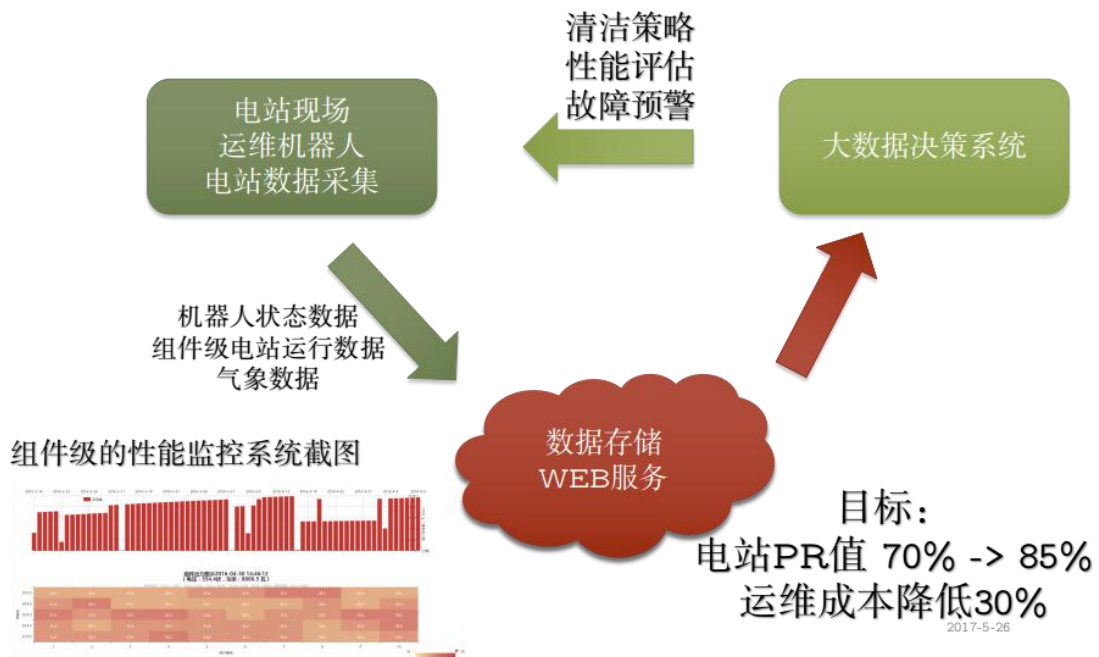 清洁策略
性能评估
故障预警
电站现场
运维机器人
电站数据采集
大数据决策系统
机器人状态数据
组件级电站运行数据
气象数据
数据存储
WEB服务
组件级的性能监控系统截图
目标：
电站PR值 70% -> 85%
运维成本降低30%
2017-5-26